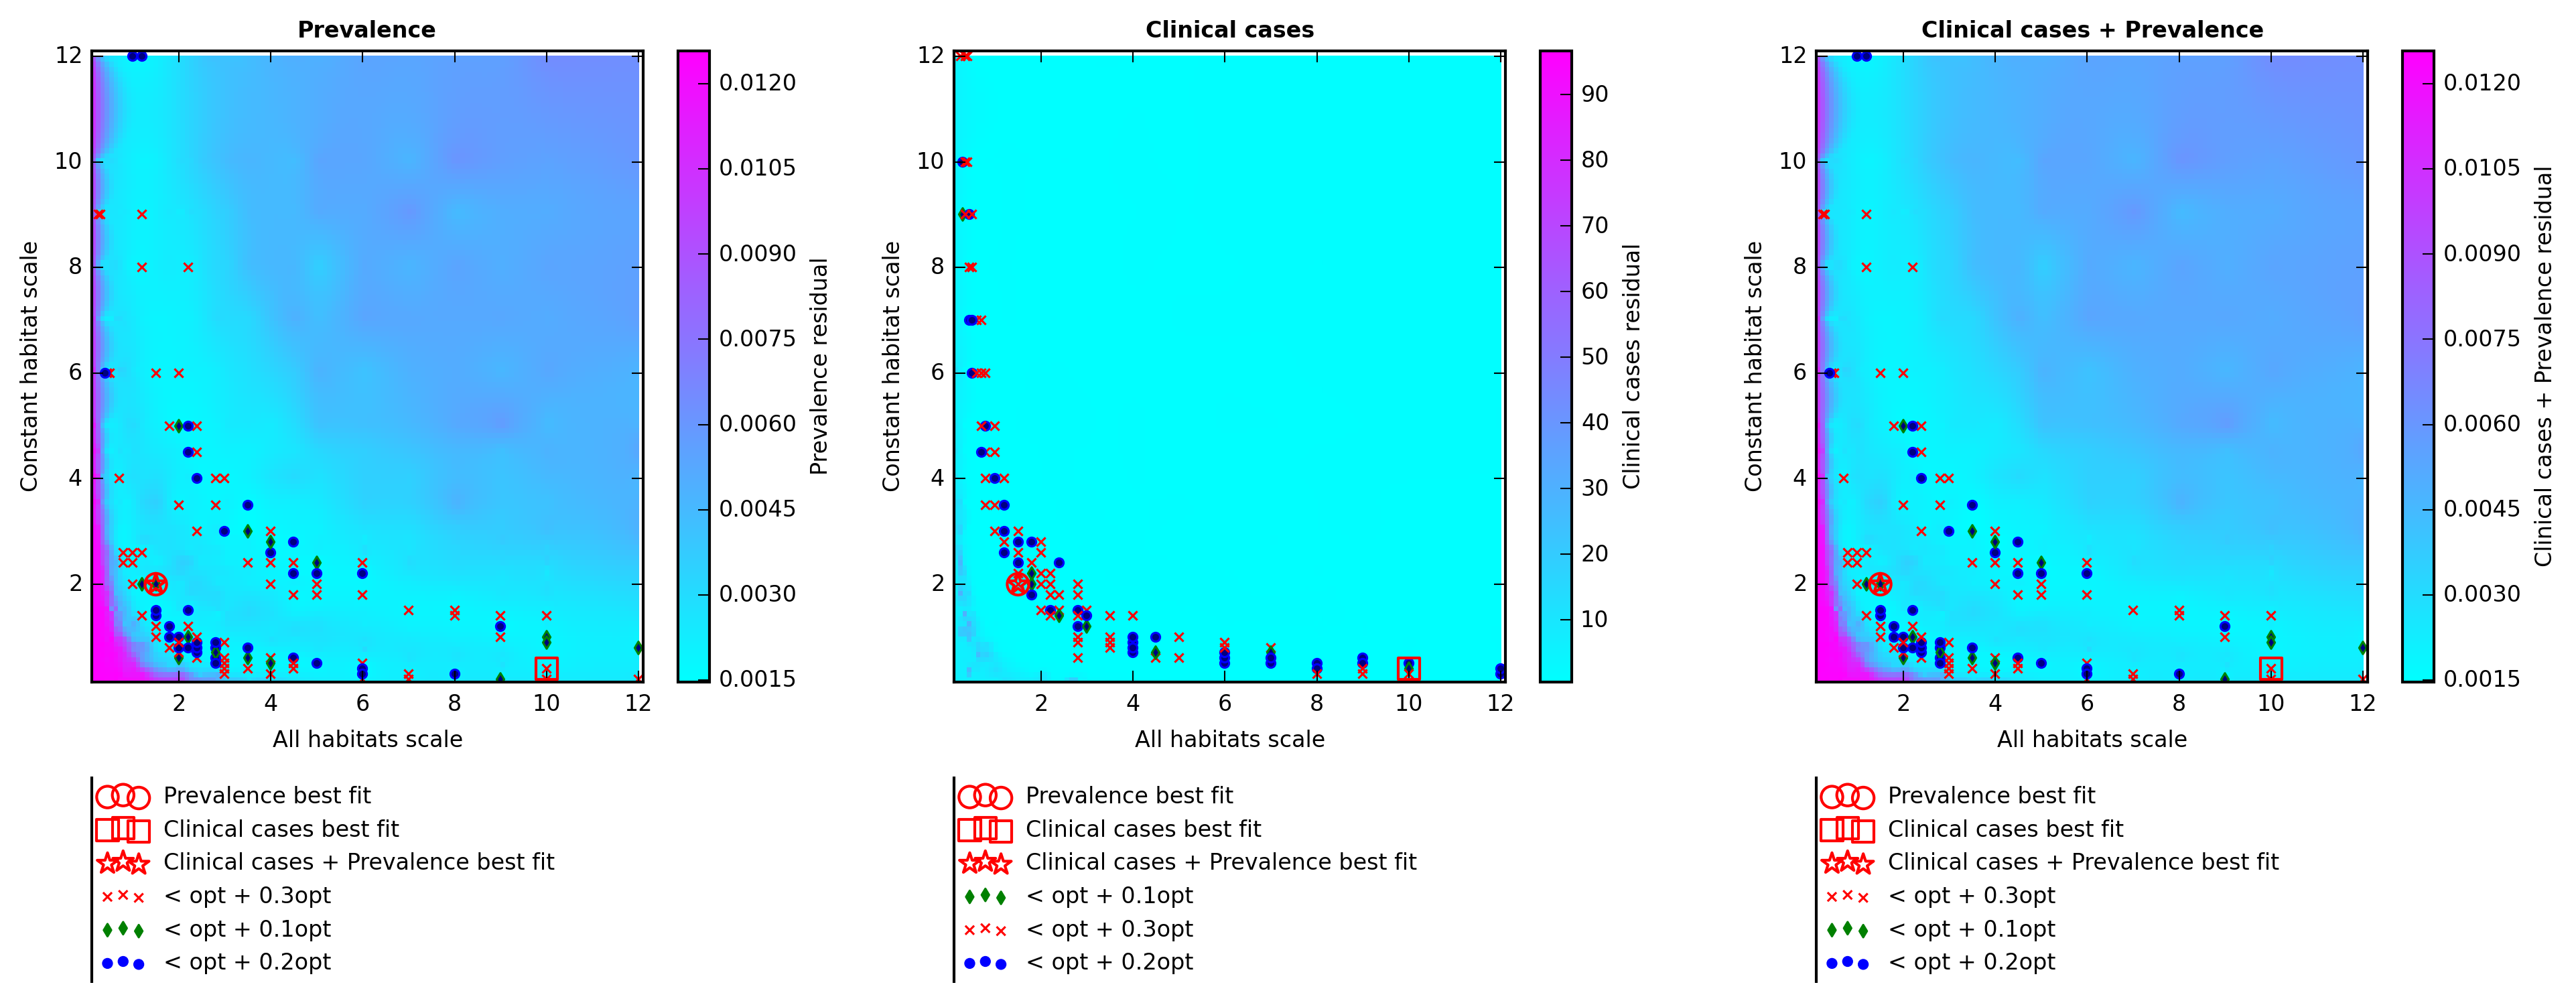 Prevalence
12
10
8
6
4
2
Constant habitat scale
2 4 6 8 10 12
All habitats scale
0.0120
0.0105
0.0090
0.0075
0.0060
0.0045
0.0030
0.0015
Prevalence residual
Prevalence best fit
Clinical cases best fit
Clinical cases + Prevalence best fit
< opt + 0.3opt
< opt + 0.1opt
< opt + 0.2opt
Clinical cases
12
10
8
6
4
2
Constant habitat scale
2 4 6 8 10 12
All habitats scale
90
80
70
60
50
40
30
20
10
Clinical cases residual
Prevalence best fit
Clinical cases best fit
Clinical cases + Prevalence best fit
< opt + 0.1opt
< opt + 0.3opt
< opt + 0.2opt
Clinical cases + Prevalence
12
10
8
6
4
2
Constant habitat scale
2 4 6 8 10 12
All habitats scale
0.0120
0.0105
0.0090
0.0075
0.0060
0.0045
0.0030
0.0015
Clinical cases + Prevalence residual
Prevalence best fit
Clinical cases best fit
Clinical cases + Prevalence best fit
< opt + 0.3opt
< opt + 0.1opt
< opt + 0.2opt